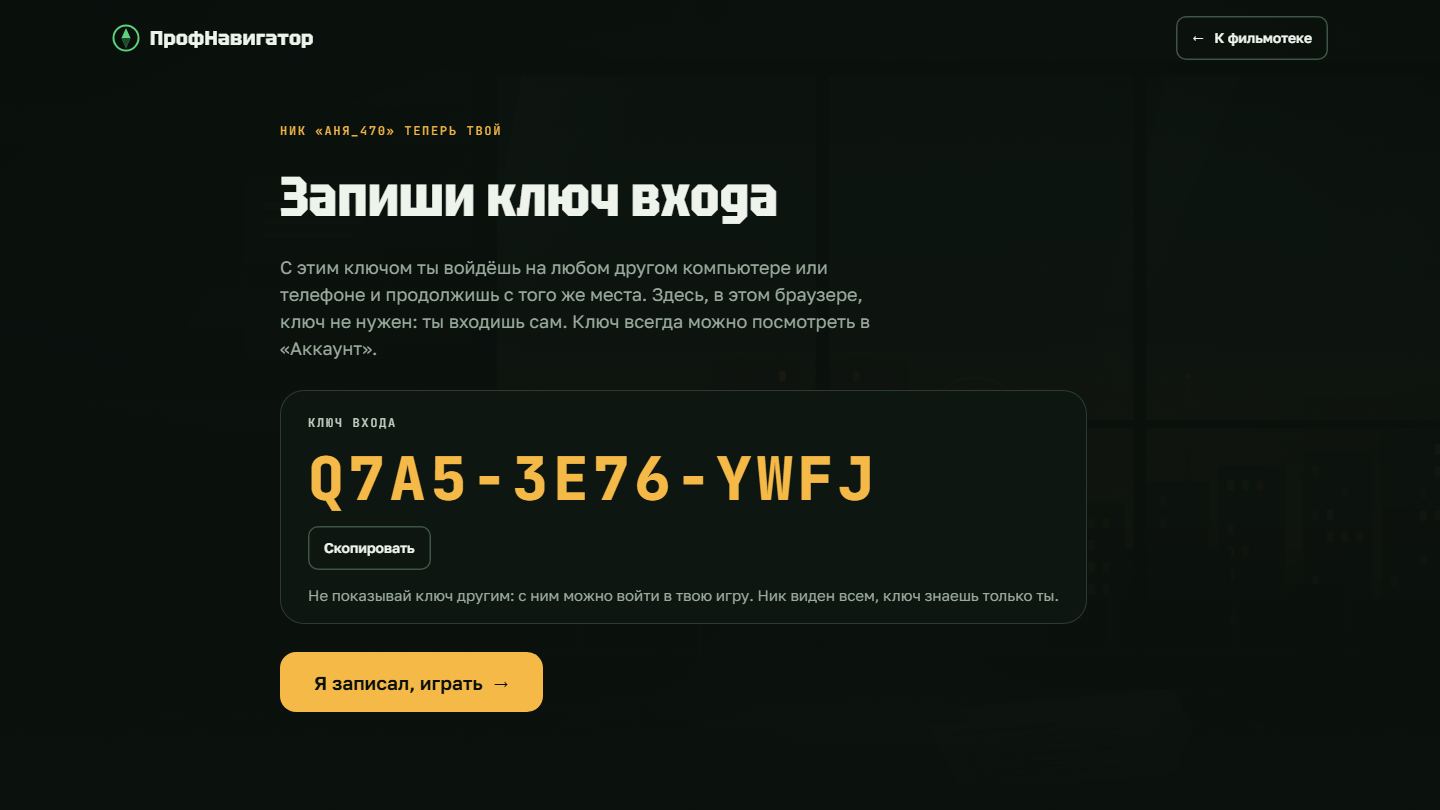 ПрофНавигатор
← К фильмотеке
НИК «АНЯ_470» ТЕПЕРЬ ТВОЙ
Запиши ключ входа
С этим ключом ты войдёшь на любом другом компьютере или
телефоне и продолжишь с того же места. Здесь, в этом браузере,
ключ не нужен: ты входишь сам. Ключ всегда можно посмотреть в
«Аккаунт».
КЛЮЧ ВХОДА
Q7A5-3E76-YWFJ
Скопировать
Не показывай ключ другим: с ним можно войти в твою игру. Ник виден всем, ключ знаешь только ты.
Я записал, играть →